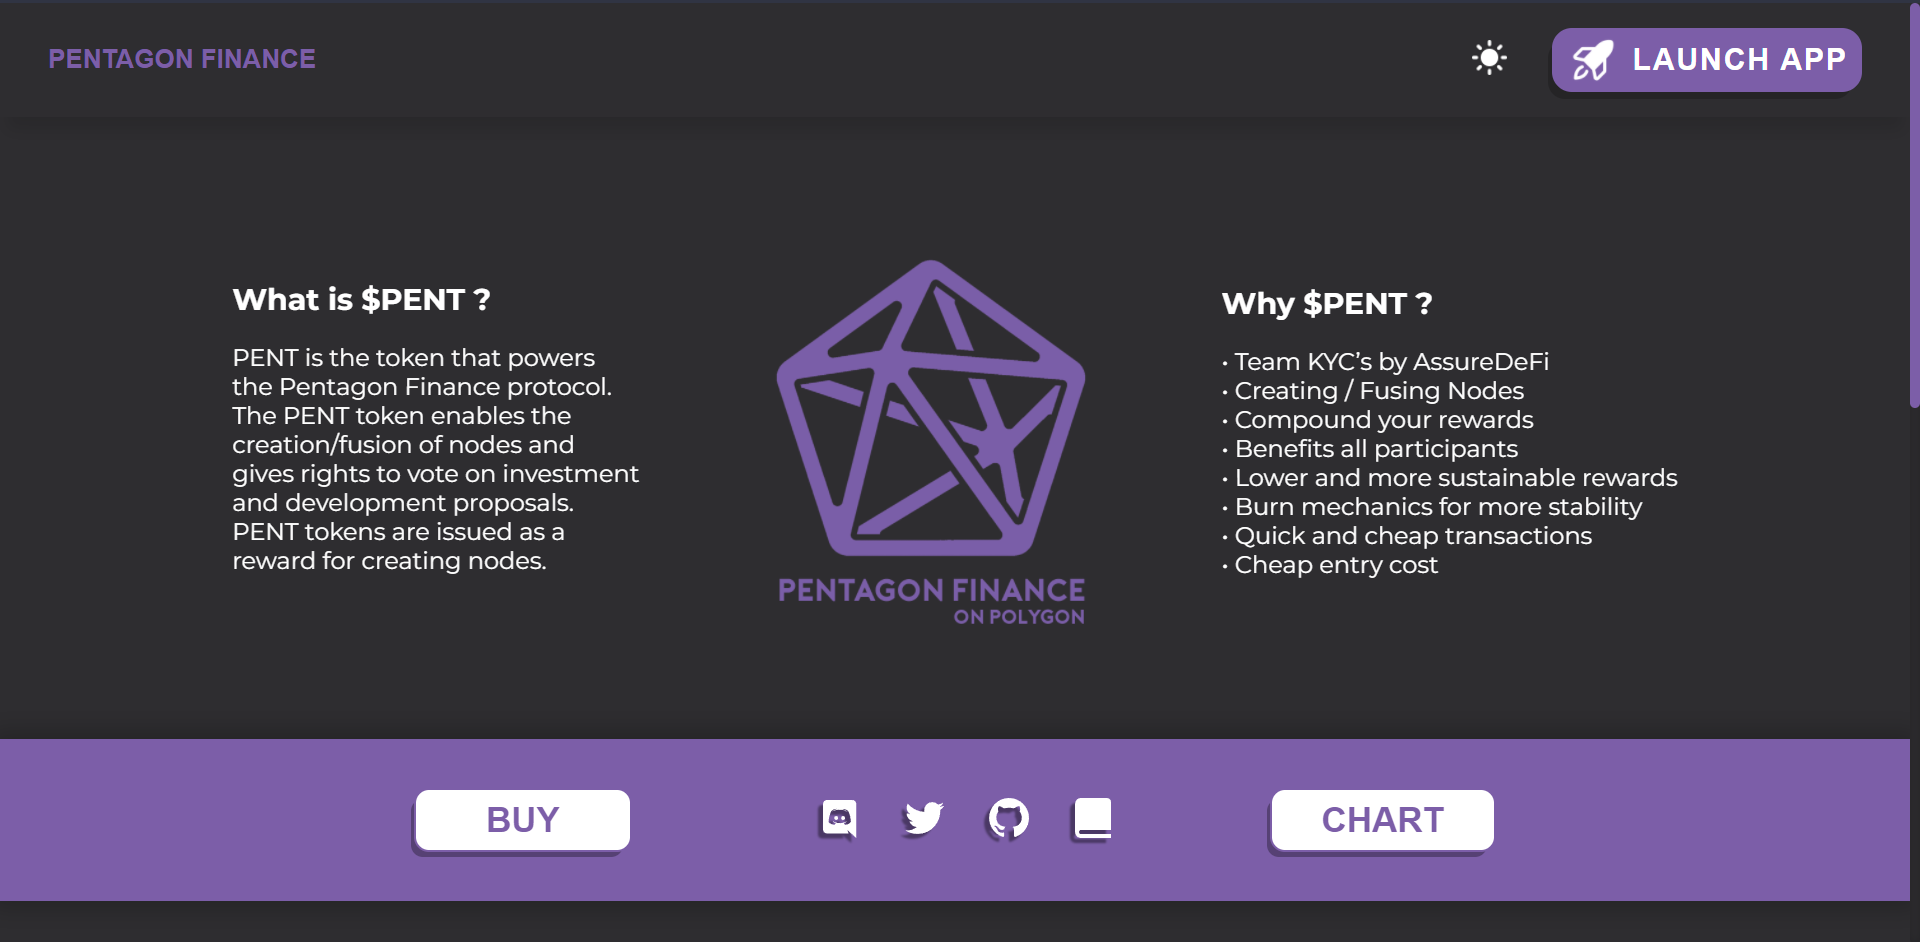 PENTAGON FINANCE
LAUNCH APP
What is $PENT ?
PENT is the token that powers
the Pentagon Finance protocol.
The PENT token enables the
creation/fusion of nodes and
gives rights to vote on investment
and development proposals.
PENT tokens are issued as a
reward for creating nodes.
PENTAGON FINANCE
ON POLYGON
Why $PENT ?
• Team KYC’s by AssureDeFi
• Creating / Fusing Nodes
• Compound your rewards
• Benefits all participants
• Lower and more sustainable rewards
• Burn mechanics for more stability
• Quick and cheap transactions
• Cheap entry cost
BUY
CHART